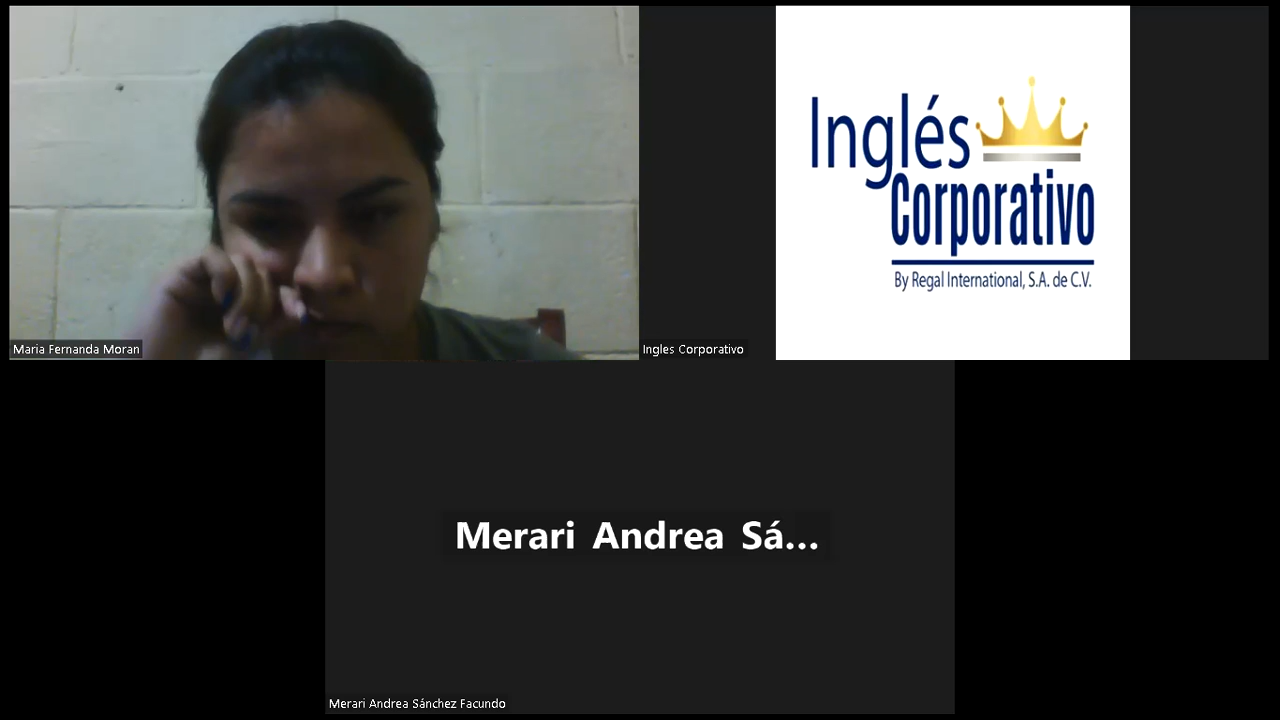 Inglés
Corporativo
By Regal International, S.A. de C.V.
Maria Fernanda Moran
Ingles Corporativo
Merari Andrea Sá...
Merari Andrea Sánchez Facundo